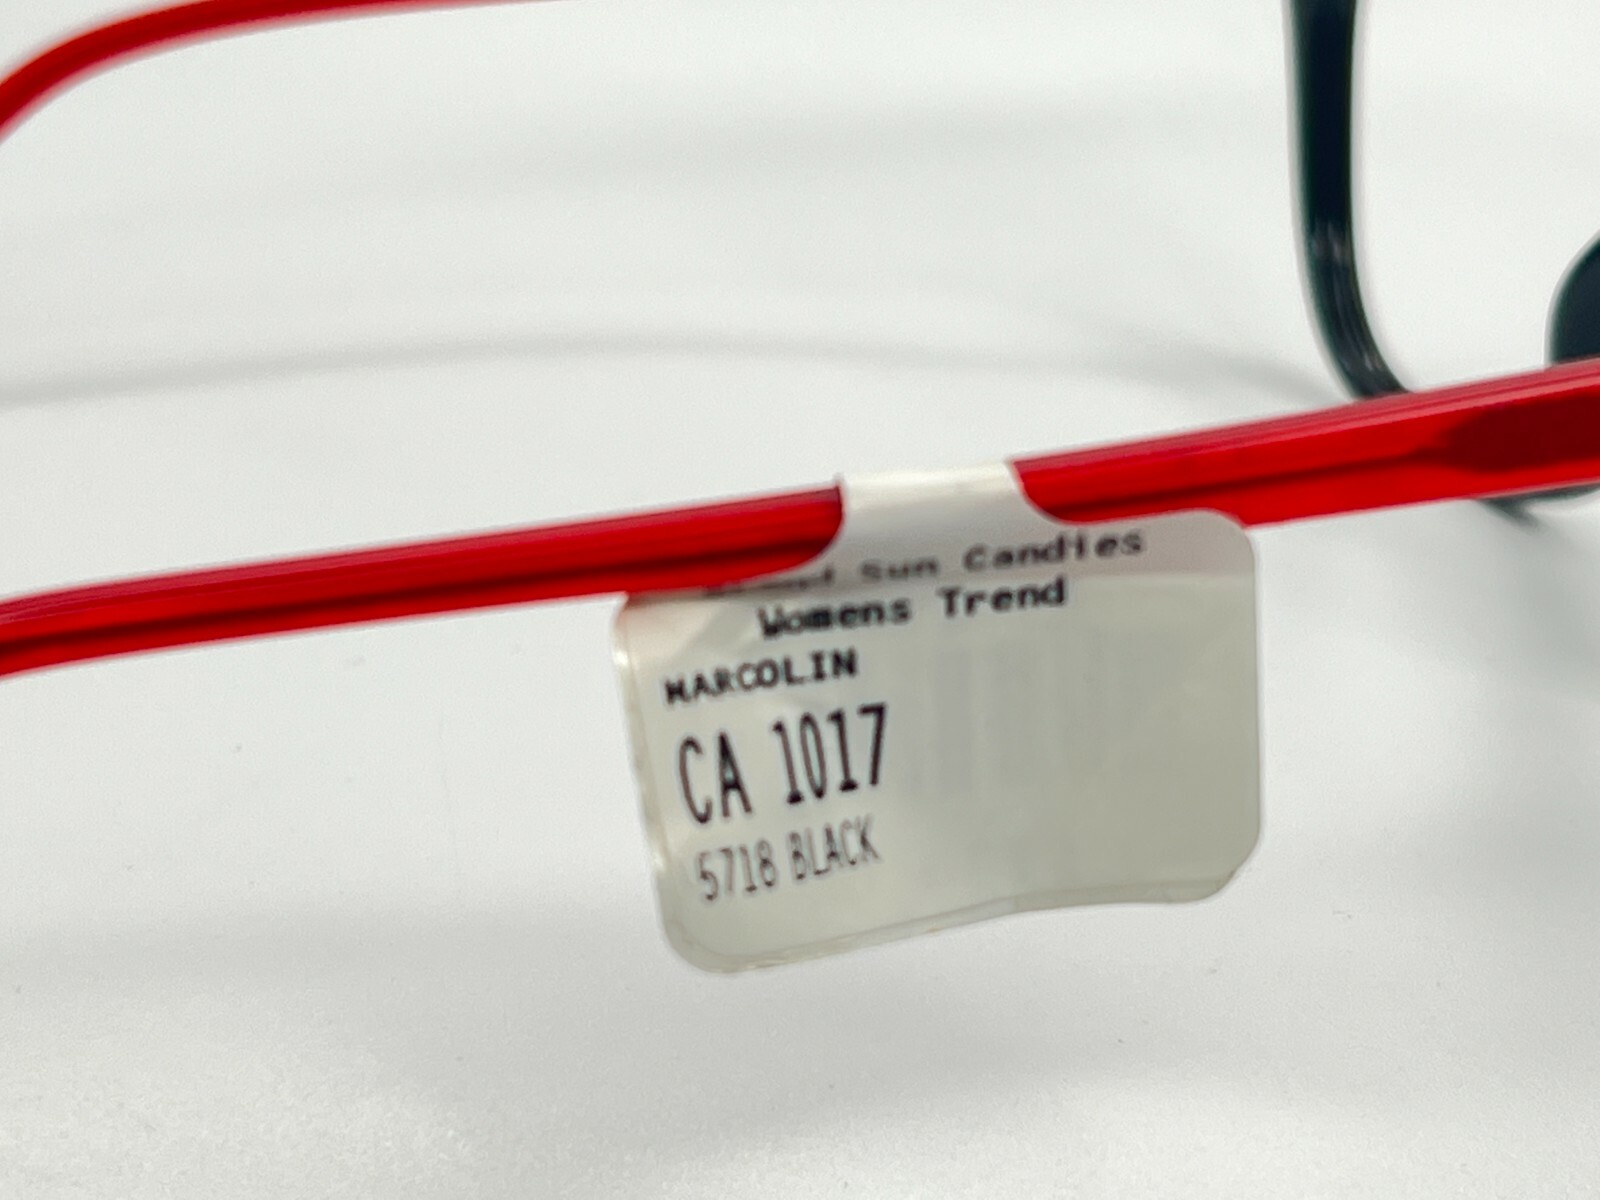 Sun Candies
Womens Trend
MARCOLIN
CA 1017
5718 BLACK